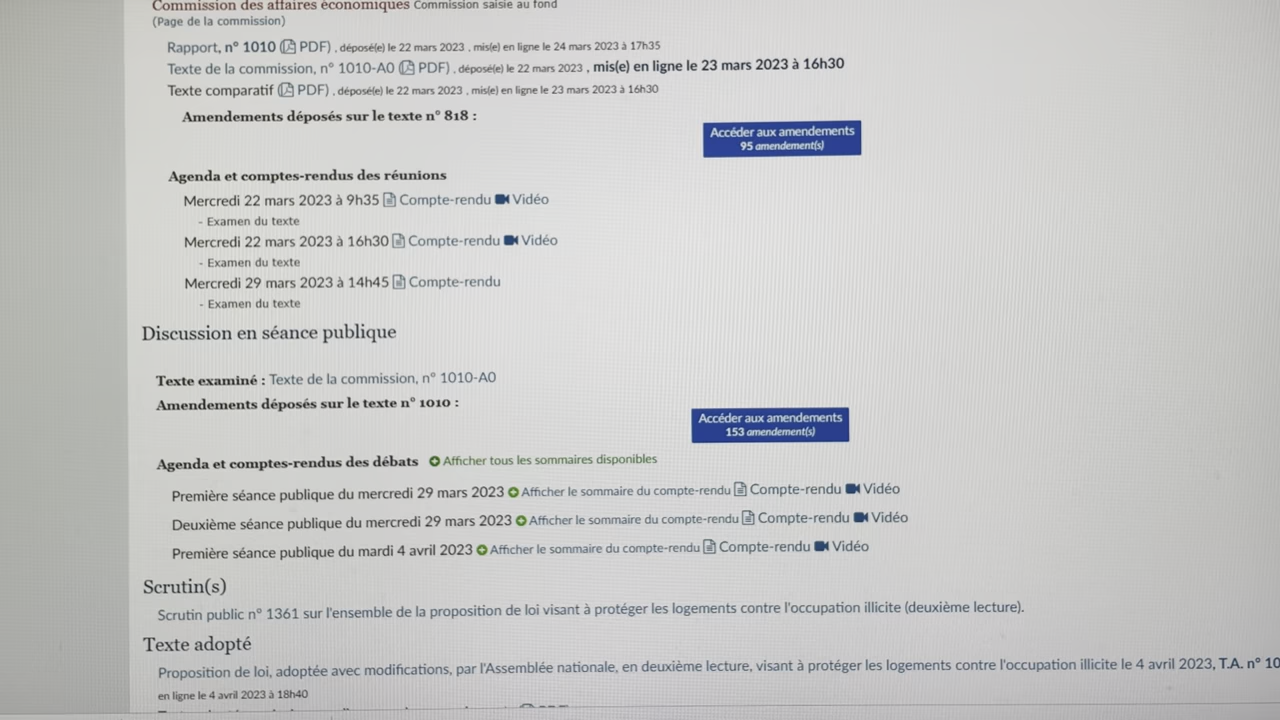 Commission des affaires économiques Commission saisie au fond
(Page de la commission)
Rapport, n° 1010 (PDF) , déposé(e) le 22 mars 2023 , mis(e) en ligne le 24 mars 2023 à 17h35
Texte de la commission, n° 1010-A0 (PDF) , déposé(e) le 22 mars 2023 , mis(e) en ligne le 23 mars 2023 à 16h30
Texte comparatif (PDF) , déposé(e) le 22 mars 2023 , mis(e) en ligne le 23 mars 2023 à 16h30
Amendements déposés sur le texte n° 818 :
Accéder aux amendements
95 amendement(s)
Agenda et comptes-rendus des réunions
Mercredi 22 mars 2023 à 9h35 Compte-rendu Vidéo
- Examen du texte
Mercredi 22 mars 2023 à 16h30 Compte-rendu Vidéo
- Examen du texte
Mercredi 29 mars 2023 à 14h45 Compte-rendu
- Examen du texte
Discussion en séance publique
Texte examiné : Texte de la commission, n° 1010-A0
Amendements déposés sur le texte n° 1010 :
Accéder aux amendements
153 amendement(s)
Agenda et comptes-rendus des débats Afficher tous les sommaires disponibles
Première séance publique du mercredi 29 mars 2023 Afficher le sommaire du compte-rendu Compte-rendu Vidéo
Deuxième séance publique du mercredi 29 mars 2023 Afficher le sommaire du compte-rendu Compte-rendu Vidéo
Première séance publique du mardi 4 avril 2023 Afficher le sommaire du compte-rendu Compte-rendu Vidéo
Scrutin(s)
Scrutin public n° 1361 sur l'ensemble de la proposition de loi visant à protéger les logements contre l'occupation illicite (deuxième lecture).
Texte adopté
Proposition de loi, adoptée avec modifications, par l'Assemblée nationale, en deuxième lecture, visant à protéger les logements contre l'occupation illicite le 4 avril 2023, T.A. n° 10
en ligne le 4 avril 2023 à 18h40